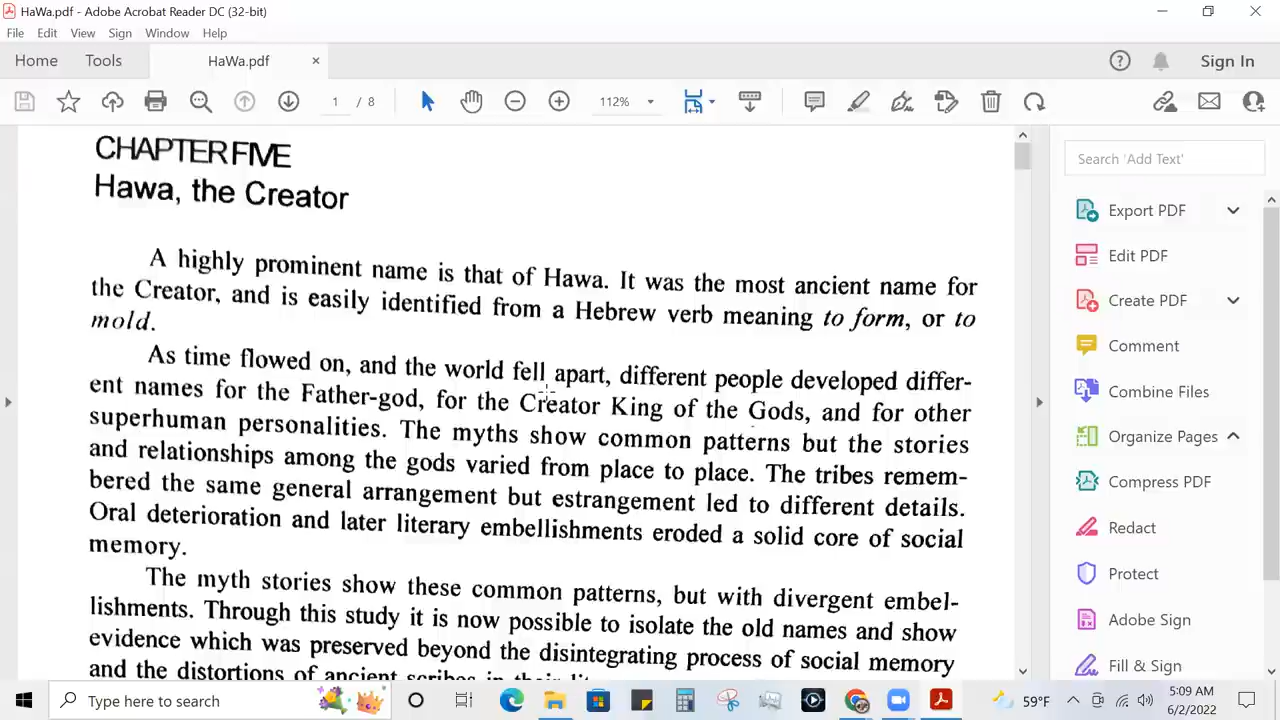 HaWa.pdf - Adobe Acrobat Reader DC (32-bit)
File Edit View Sign Window Help
Home Tools HaWa.pdf × Sign In
1 / 8 112%
CHAPTER FIVE
Hawa, the Creator
A highly prominent name is that of Hawa. It was the most ancient name for
the Creator, and is easily identified from a Hebrew verb meaning to form, or to
mold.
As time flowed on, and the world fell apart, different people developed differ-
ent names for the Father-god, for the Creator King of the Gods, and for other
superhuman personalities. The myths show common patterns but the stories
and relationships among the gods varied from place to place. The tribes remem-
bered the same general arrangement but estrangement led to different details.
Oral deterioration and later literary embellishments eroded a solid core of social
memory.
The myth stories show these common patterns, but with divergent embel-
lishments. Through this study it is now possible to isolate the old names and show
evidence which was preserved beyond the disintegrating process of social memory
and the distortions of ancient scribes in their
Search 'Add Text'
Export PDF
Edit PDF
Create PDF
Comment
Combine Files
Organize Pages
Compress PDF
Redact
Protect
Adobe Sign
Fill & Sign
Type here to search
59°F
5:09 AM
6/2/2022